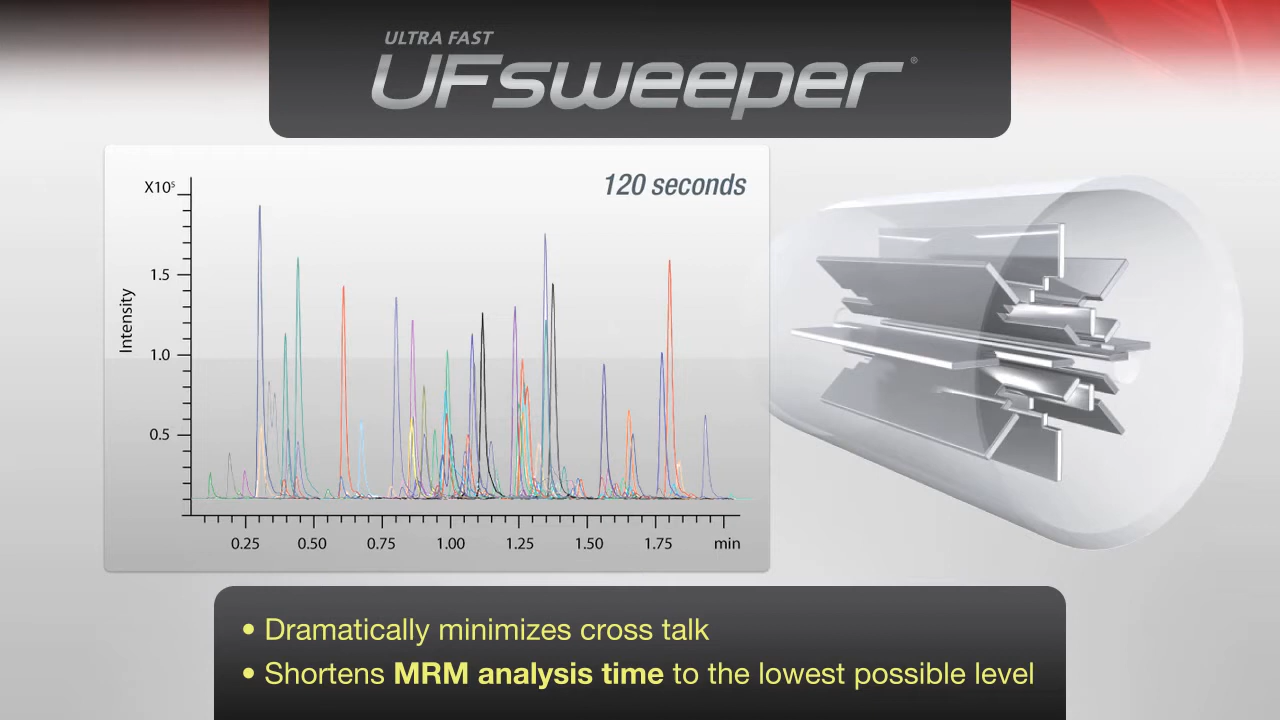 ULTRA FAST
UFsweeper®
120 seconds
X10⁵
1.5
1.0
0.5
Intensity
0.25 0.50 0.75 1.00 1.25 1.50 1.75 min
• Dramatically minimizes cross talk
• Shortens MRM analysis time to the lowest possible level